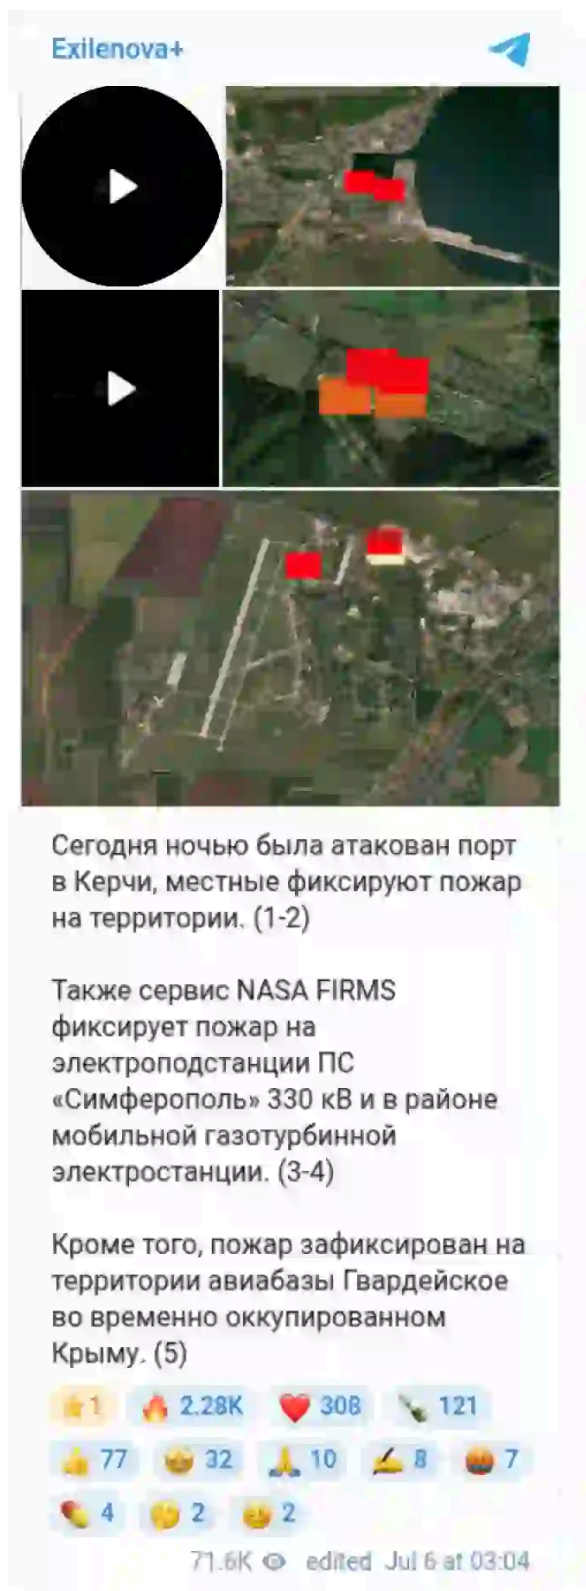 Exilenova+
Сегодня ночью была атакован порт
в Керчи, местные фиксируют пожар
на территории. (1-2)
Также сервис NASA FIRMS
фиксирует пожар на
электроподстанции ПС
«Симферополь» 330 кВ и в районе
мобильной газотурбинной
электростанции. (3-4)
Кроме того, пожар зафиксирован на
территории авиабазы Гвардейское
во временно оккупированном
Крыму. (5)
1 2.28K 308 121
77 32 10 8 7
4 2 2
71.6K edited Jul 6 at 03:04